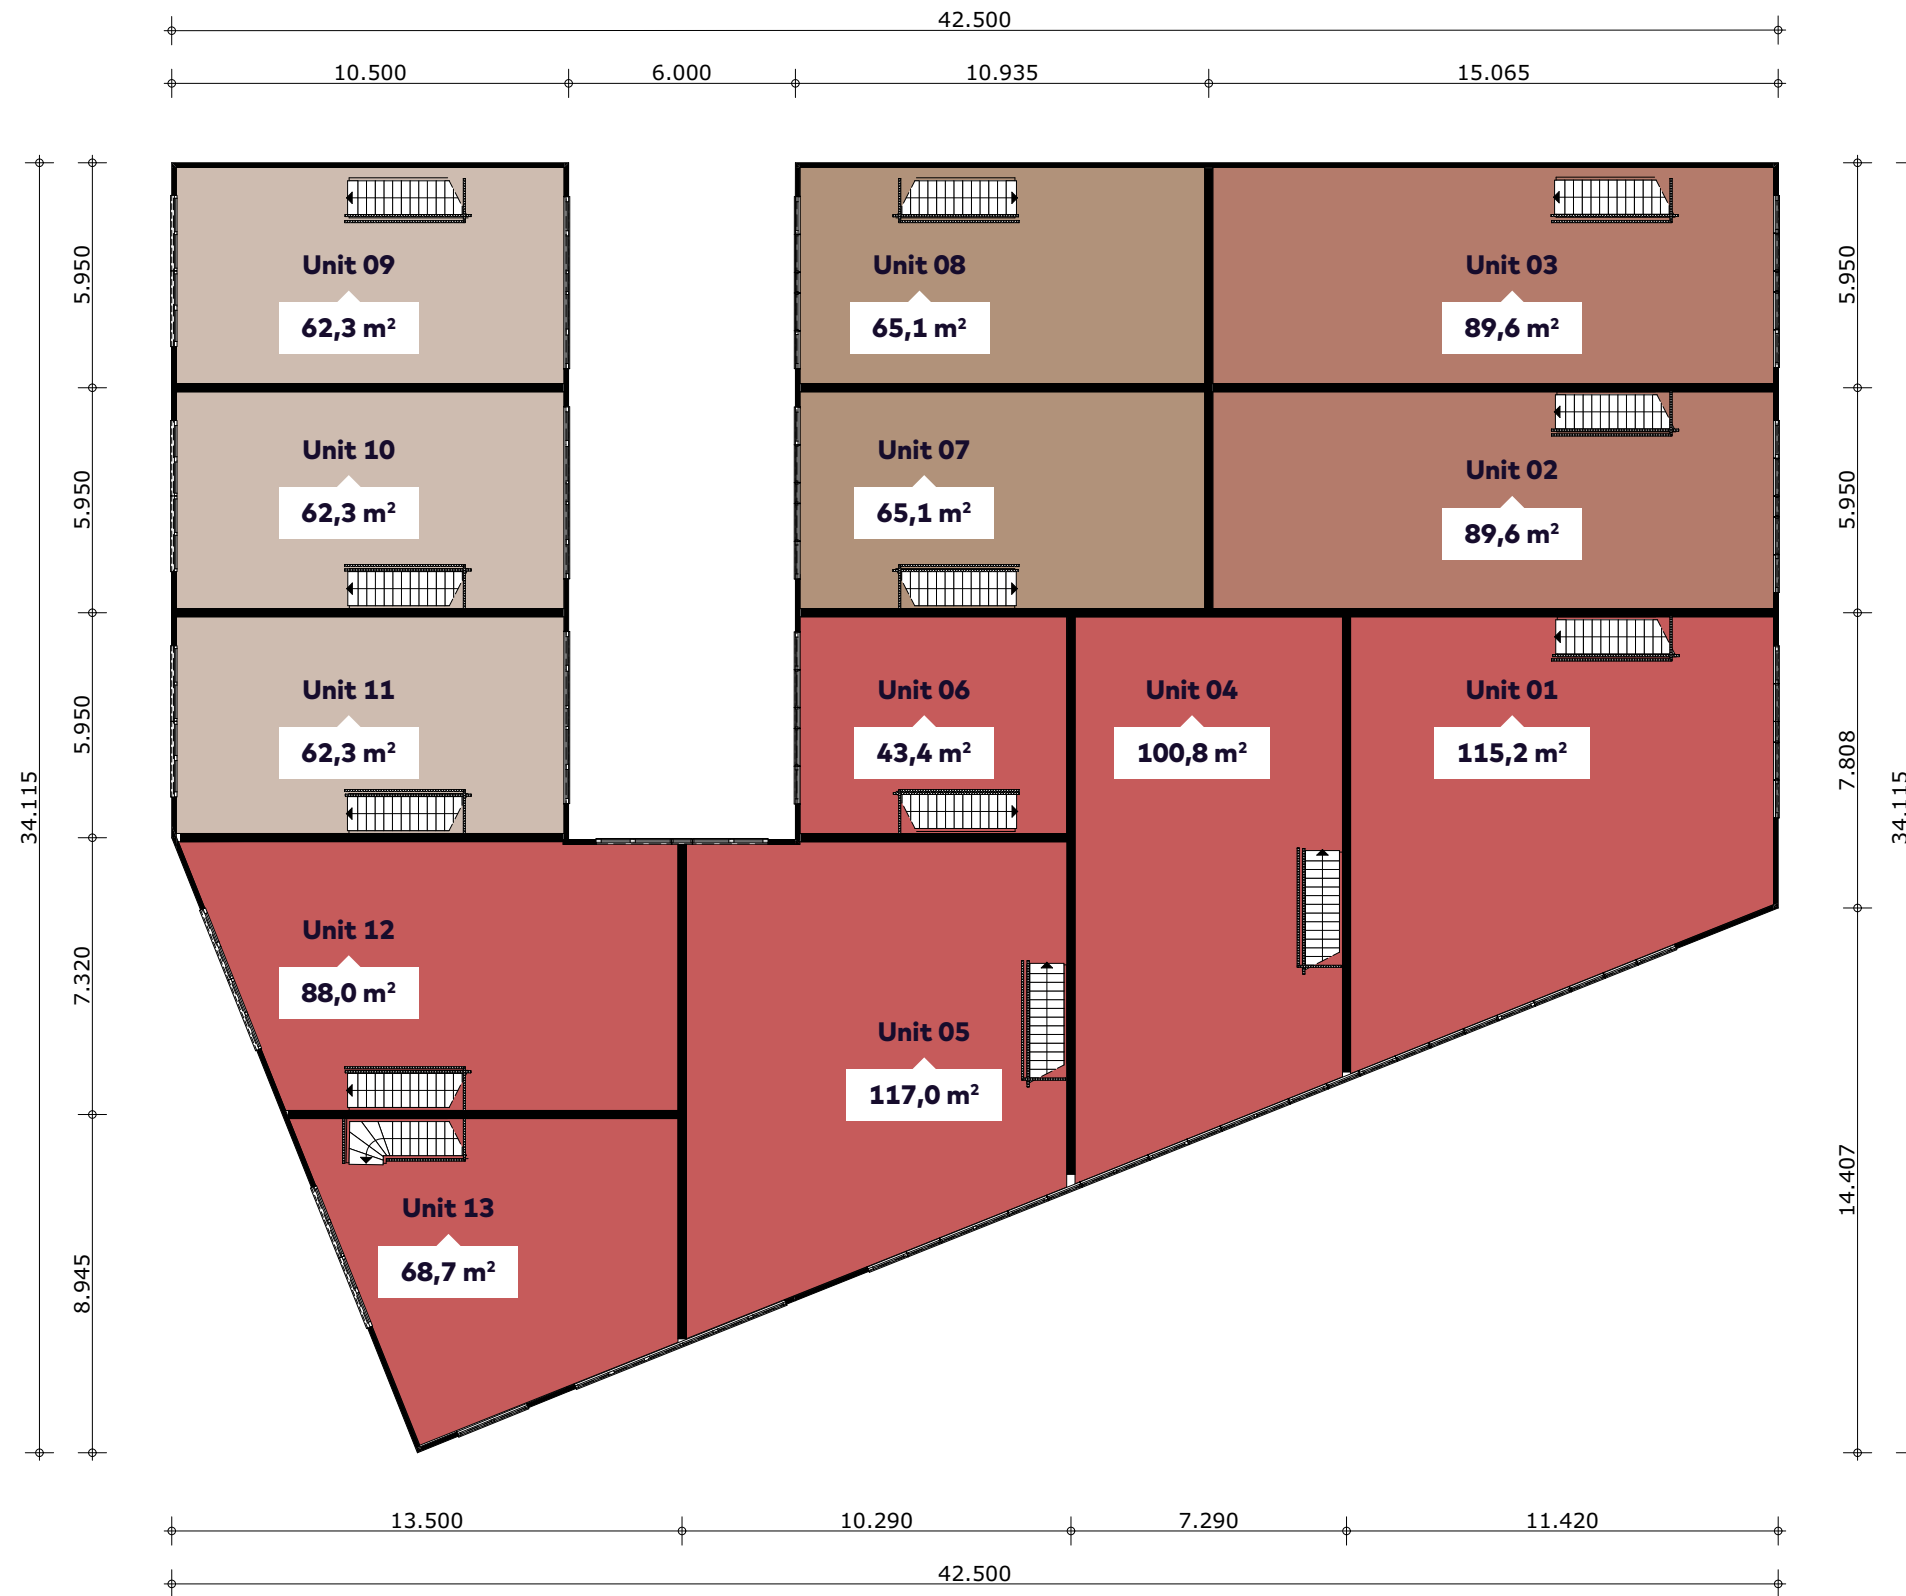 42.500
10.500 6.000 10.935 15.065
5.950
5.950
5.950
34.115
7.320
8.945
Unit 09
62,3 m²
Unit 08
65,1 m²
Unit 03
89,6 m²
Unit 10
62,3 m²
Unit 07
65,1 m²
Unit 02
89,6 m²
Unit 11
62,3 m²
Unit 06
43,4 m²
Unit 04
100,8 m²
Unit 01
115,2 m²
Unit 12
88,0 m²
Unit 05
117,0 m²
Unit 13
68,7 m²
5.950
5.950
7.808
34.115
14.407
13.500 10.290 7.290 11.420
42.500